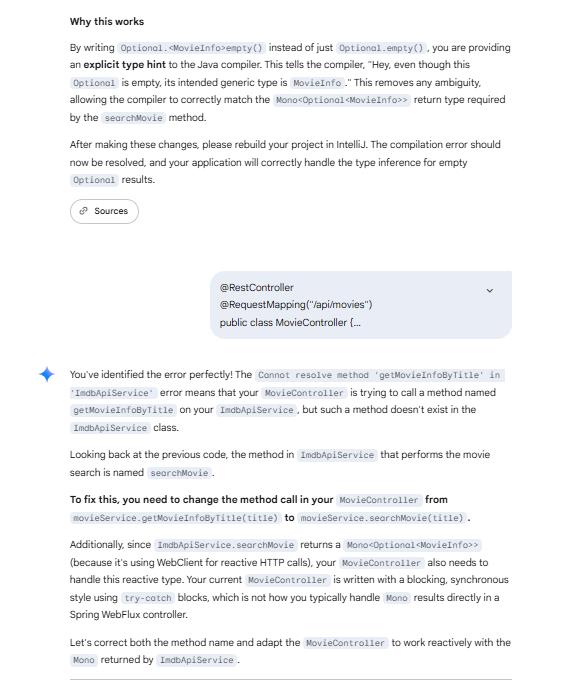 Why this works
By writing Optional.<MovieInfo>empty() instead of just Optional.empty(), you are providing
an explicit type hint to the Java compiler. This tells the compiler, "Hey, even though this
Optional is empty, its intended generic type is MovieInfo." This removes any ambiguity,
allowing the compiler to correctly match the Mono<Optional<MovieInfo>> return type required
by the searchMovie method.
After making these changes, please rebuild your project in IntelliJ. The compilation error should
now be resolved, and your application will correctly handle the type inference for empty
Optional results.
Sources
@RestController
@RequestMapping("/api/movies")
public class MovieController {...
You've identified the error perfectly! The Cannot resolve method 'getMovieInfoByTitle' in
'ImdbApiService' error means that your MovieController is trying to call a method named
getMovieInfoByTitle on your ImdbApiService, but such a method doesn't exist in the
ImdbApiService class.
Looking back at the previous code, the method in ImdbApiService that performs the movie
search is named searchMovie.
To fix this, you need to change the method call in your MovieController from
movieService.getMovieInfoByTitle(title) to movieService.searchMovie(title).
Additionally, since ImdbApiService.searchMovie returns a Mono<Optional<MovieInfo>>
(because it's using WebClient for reactive HTTP calls), your MovieController also needs to
handle this reactive type. Your current MovieController is written with a blocking, synchronous
style using try-catch blocks, which is not how you typically handle Mono results directly in a
Spring WebFlux controller.
Let's correct both the method name and adapt the MovieController to work reactively with the
Mono returned by ImdbApiService.